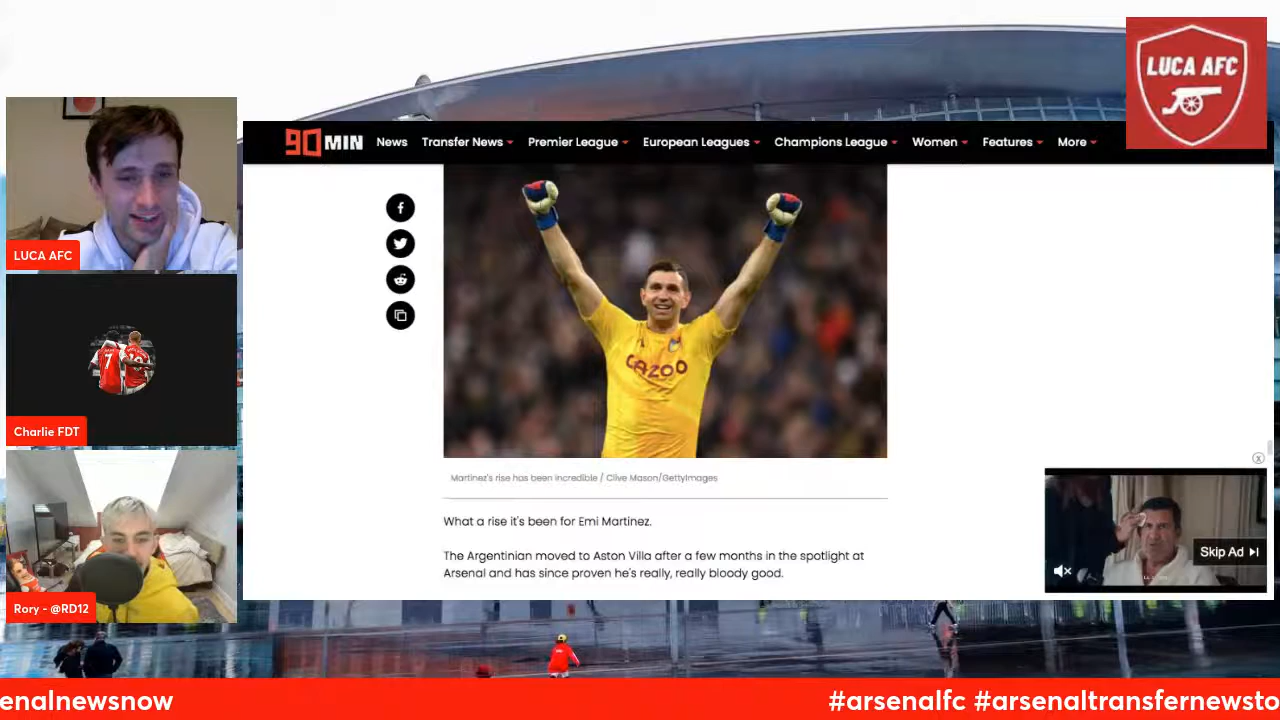 LUCA AFC
90MIN News Transfer News Premier League European Leagues Champions League Women Features More
LUCA AFC
CAZOO
Charlie FDT
7
Martinez's rise has been incredible / Clive Mason/GettyImages
What a rise it's been for Emi Martinez.
The Argentinian moved to Aston Villa after a few months in the spotlight at
Arsenal and has since proven he's really, really bloody good.
Skip Ad
Rory - @RD12
enalnewsnow
#arsenalfc #arsenaltransfernewsto